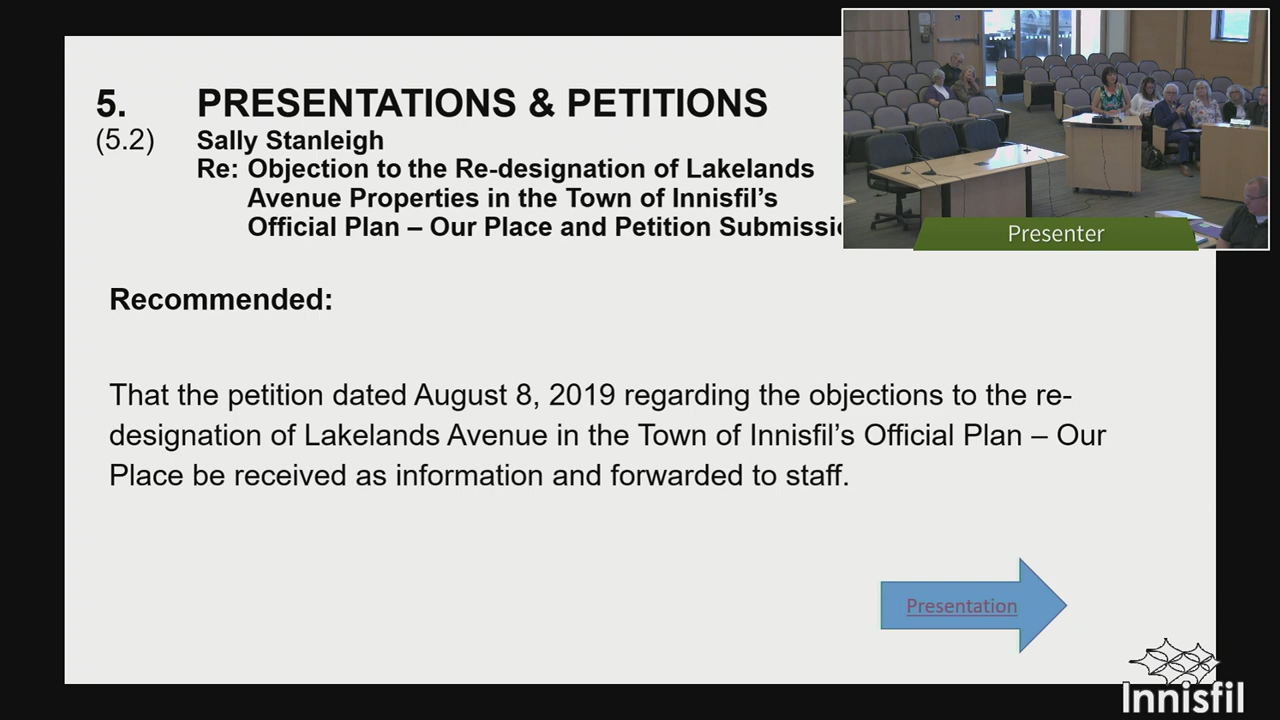 5. PRESENTATIONS & PETITIONS
(5.2) Sally Stanleigh
Re: Objection to the Re-designation of Lakelands
Avenue Properties in the Town of Innisfil’s
Official Plan – Our Place and Petition
Presenter
Recommended:
That the petition dated August 8, 2019 regarding the objections to the re-
designation of Lakelands Avenue in the Town of Innisfil’s Official Plan – Our
Place be received as information and forwarded to staff.
Presentation
Innisfil